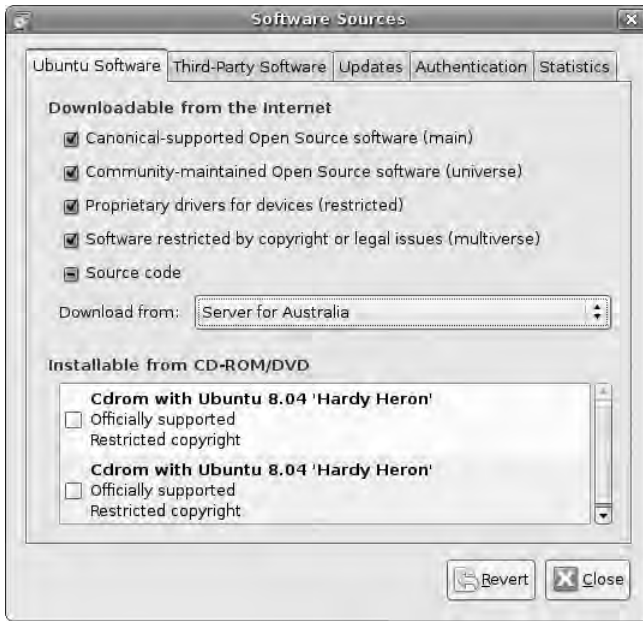 Software Sources
Ubuntu Software Third-Party Software Updates Authentication Statistics
Downloadable from the Internet
Canonical-supported Open Source software (main)
Community-maintained Open Source software (universe)
Proprietary drivers for devices (restricted)
Software restricted by copyright or legal issues (multiverse)
Source code
Download from: Server for Australia
Installable from CD-ROM/DVD
Cdrom with Ubuntu 8.04 'Hardy Heron'
Officially supported
Restricted copyright
Cdrom with Ubuntu 8.04 'Hardy Heron'
Officially supported
Restricted copyright
Revert Close